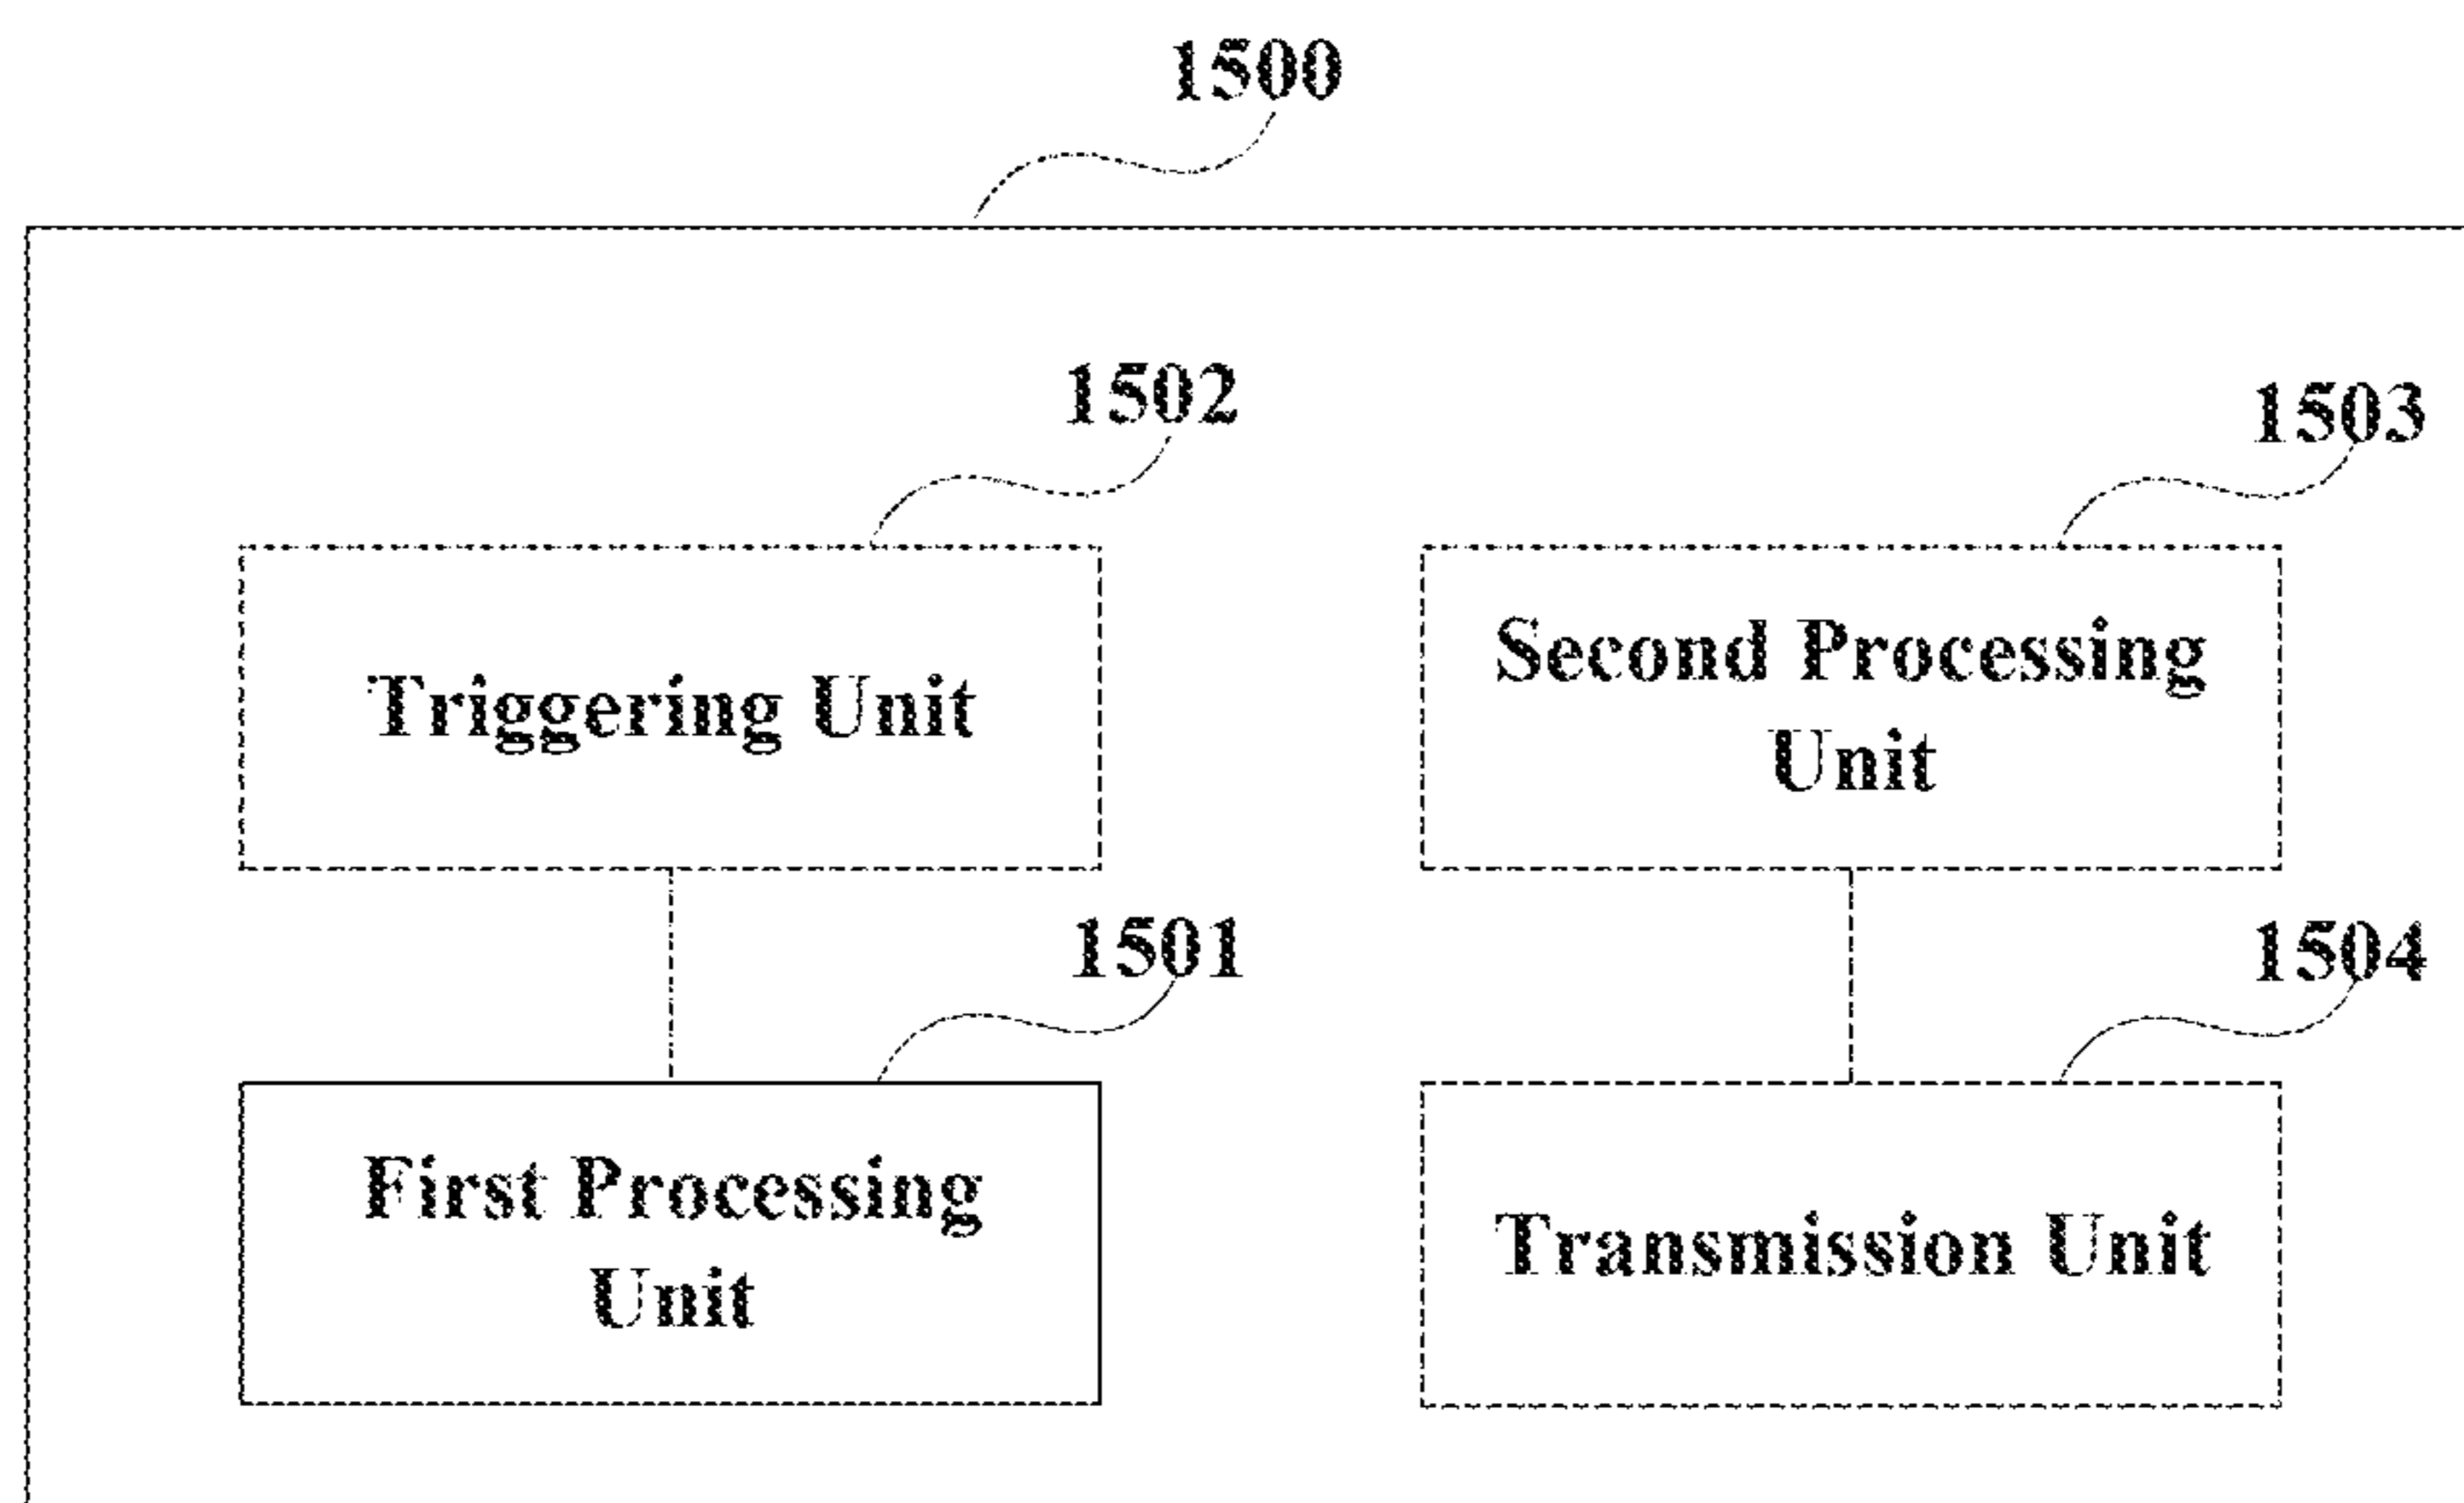 1500
1502
1503
Triggering Unit
Second Processing
Unit
1501
1504
First Processing
Unit
Transmission Unit